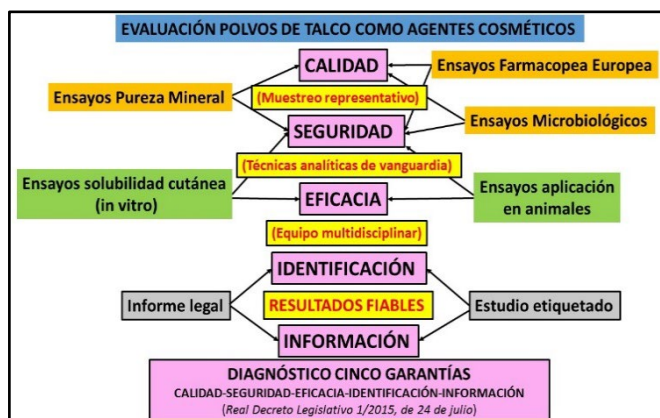 EVALUACIÓN POLVOS DE TALCO COMO AGENTES COSMÉTICOS
CALIDAD
Ensayos Farmacopea Europea
Ensayos Pureza Mineral
(Muestreo representativo)
Ensayos Microbiológicos
SEGURIDAD
(Técnicas analíticas de vanguardia)
Ensayos solubilidad cutánea
(in vitro)
EFICACIA
Ensayos aplicación
en animales
(Equipo multidisciplinar)
IDENTIFICACIÓN
Informe legal
RESULTADOS FIABLES
Estudio etiquetado
INFORMACIÓN
DIAGNÓSTICO CINCO GARANTÍAS
CALIDAD-SEGURIDAD-EFICACIA-IDENTIFICACIÓN-INFORMACIÓN
(Real Decreto Legislativo 1/2015, de 24 de julio)